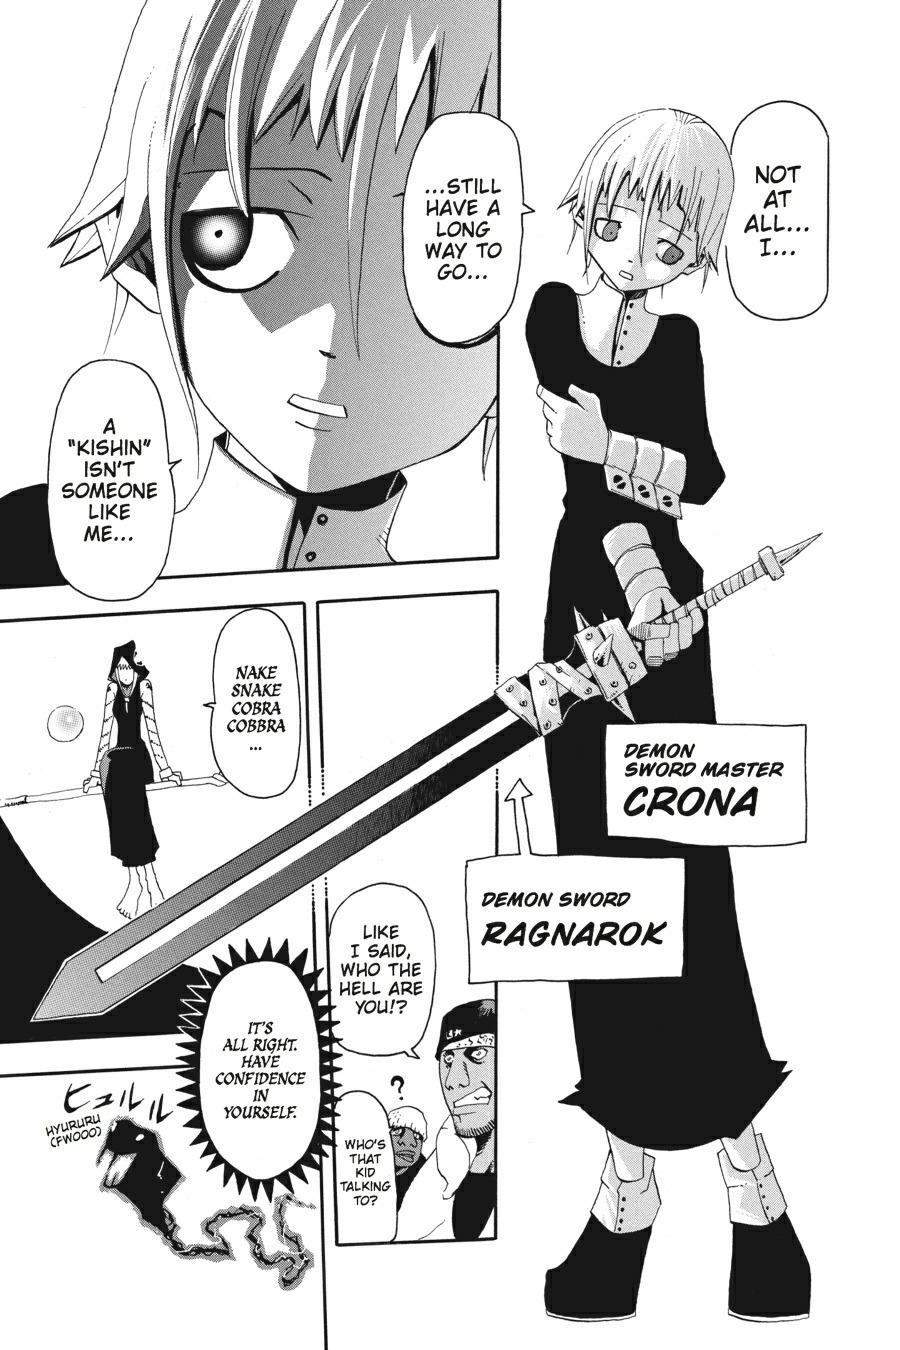 NOT
AT
ALL...
I...
...STILL
HAVE A
LONG
WAY TO
GO...
A
"KISHIN"
ISN'T
SOMEONE
LIKE
ME...
DEMON
SWORD MASTER
CRONA
DEMON SWORD
RAGNAROK
LIKE
I SAID,
WHO THE
HELL ARE
YOU!?
?
WHO'S
THAT
KID
TALKING
TO?
NAKE
SNAKE
COBRA
COBBRA
...
IT'S
ALL RIGHT.
HAVE
CONFIDENCE
IN
YOURSELF.
ヒュルル
HYURURU
(FWOOO)